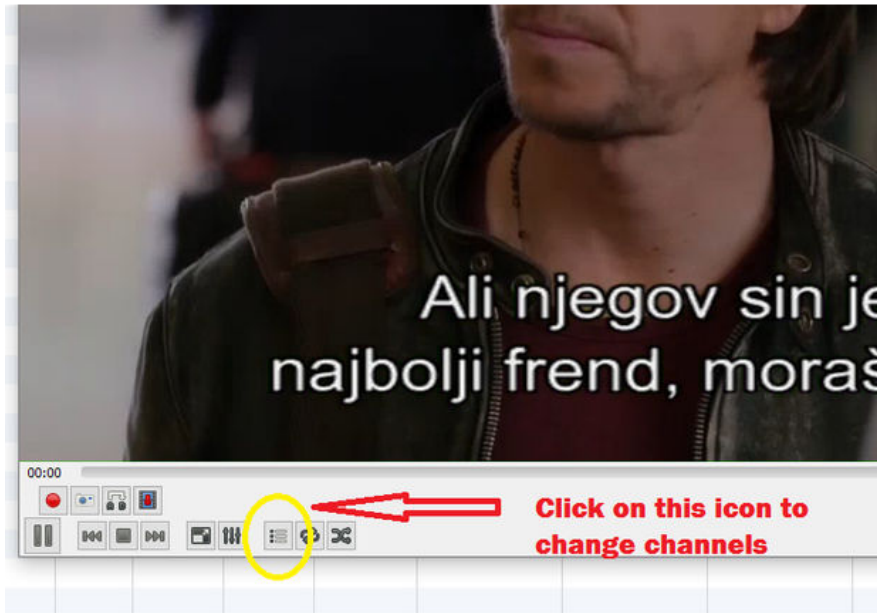 Ali njegov sin je
najbolji frend, moraš
00:00
Click on this icon to
change channels